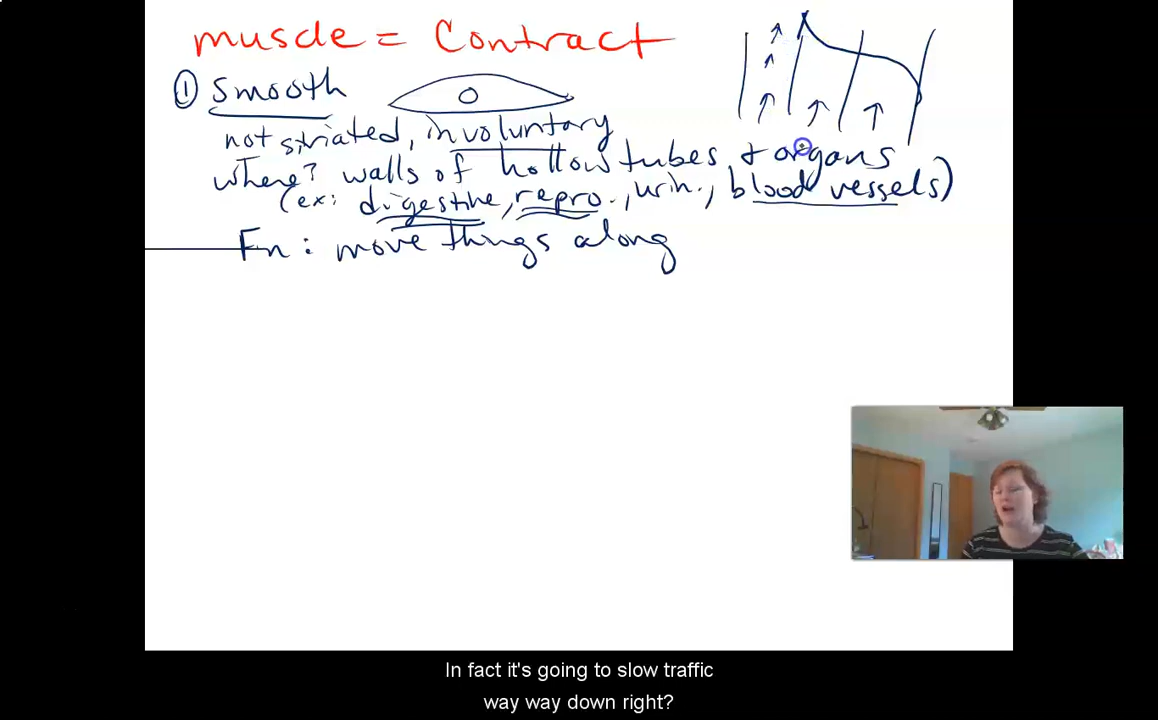 muscle = Contract
① Smooth
not striated, involuntary
where? walls of hollow tubes & organs
(ex: digestive, repro., urin., blood vessels)
Fn: move things along
In fact it's going to slow traffic
way way down right?